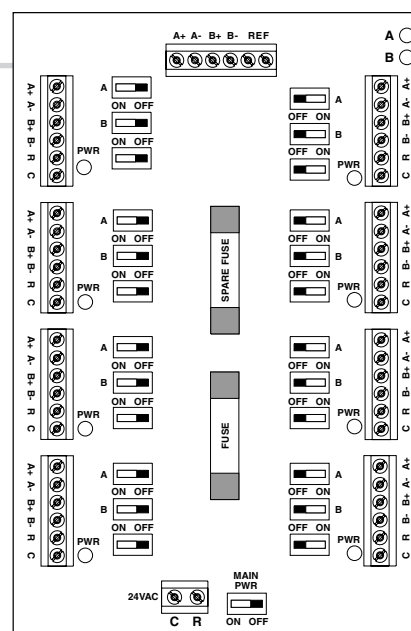 A+ A- B+ B- REF
A
B
A+ A- B+ B- R C
A
ON OFF
B
ON OFF
PWR
A
OFF ON
B
OFF ON
PWR
A+ A- B+ B- R C
A+ A- B+ B- R C
A
ON OFF
B
ON OFF
PWR
SPARE FUSE
A
OFF ON
B
OFF ON
PWR
A+ A- B+ B- R C
A+ A- B+ B- R C
A
ON OFF
B
ON OFF
PWR
FUSE
A
OFF ON
B
OFF ON
PWR
A+ A- B+ B- R C
A+ A- B+ B- R C
A
ON OFF
B
ON OFF
PWR
A
OFF ON
B
OFF ON
PWR
A+ A- B+ B- R C
24VAC
C R
MAIN
PWR
ON OFF